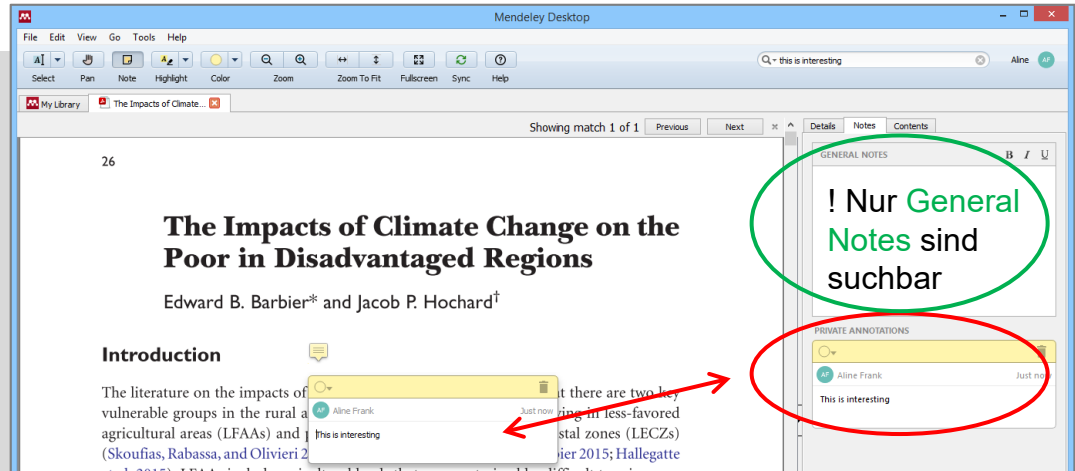 Mendeley Desktop
File Edit View Go Tools Help
this is interesting
Aline AF
Select Pan Note Highlight Color Zoom Zoom To Fit Fullscreen Sync Help
My Library The Impacts of Climate...
Showing match 1 of 1 Previous Next
Details Notes Contents
GENERAL NOTES B I U
! Nur General
Notes sind
suchbar
PRIVATE ANNOTATIONS
AF Aline Frank Just now
This is interesting
26
The Impacts of Climate Change on the
Poor in Disadvantaged Regions
Edward B. Barbier* and Jacob P. Hochard†
Introduction
The literature on the impacts of t there are two key
vulnerable groups in the rural a ving in less-favored
agricultural areas (LFAAs) and stal zones (LECZs)
(Skoufias, Rabassa, and Olivieri 2 bier 2015; Hallegatte
AF Aline Frank Just now
This is interesting